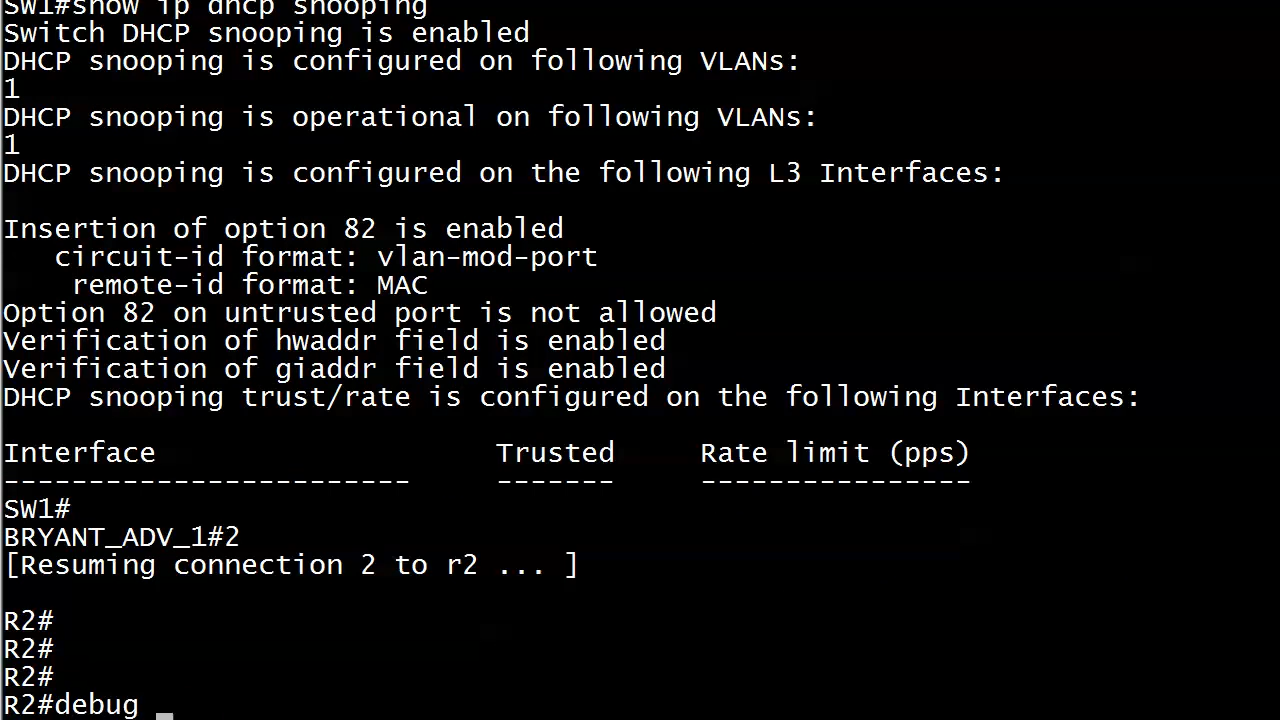 SW1#show ip dhcp snooping
Switch DHCP snooping is enabled
DHCP snooping is configured on following VLANs:
1
DHCP snooping is operational on following VLANs:
1
DHCP snooping is configured on the following L3 Interfaces:
Insertion of option 82 is enabled
circuit-id format: vlan-mod-port
remote-id format: MAC
Option 82 on untrusted port is not allowed
Verification of hwaddr field is enabled
Verification of giaddr field is enabled
DHCP snooping trust/rate is configured on the following Interfaces:
Interface Trusted Rate limit (pps)
------------------------ ------- ----------------
SW1#
BRYANT_ADV_1#2
[Resuming connection 2 to r2 ... ]
R2#
R2#
R2#
R2#debug